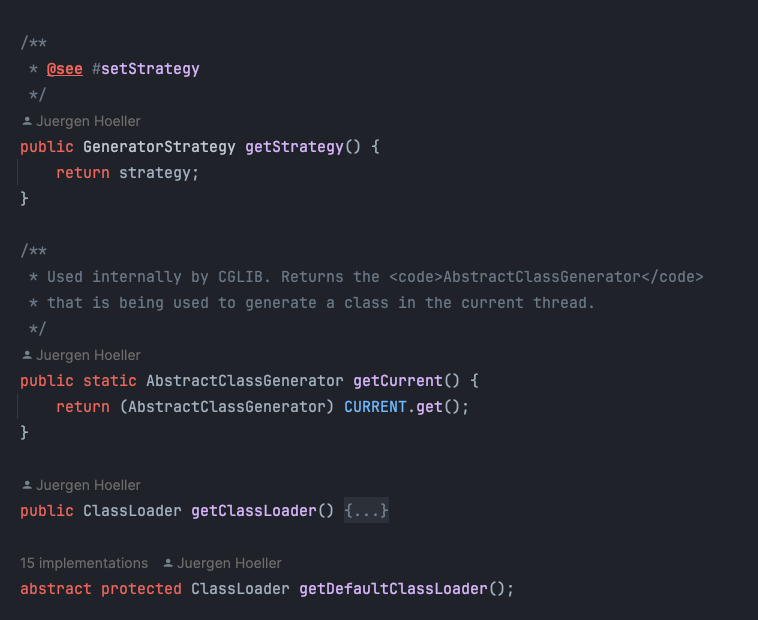 /**
 * @see #setStrategy
 */
Juergen Hoeller
public GeneratorStrategy getStrategy() {
    return strategy;
}
/**
 * Used internally by CGLIB. Returns the <code>AbstractClassGenerator</code>
 * that is being used to generate a class in the current thread.
 */
Juergen Hoeller
public static AbstractClassGenerator getCurrent() {
    return (AbstractClassGenerator) CURRENT.get();
}
Juergen Hoeller
public ClassLoader getClassLoader() {...}
15 implementations Juergen Hoeller
abstract protected ClassLoader getDefaultClassLoader();